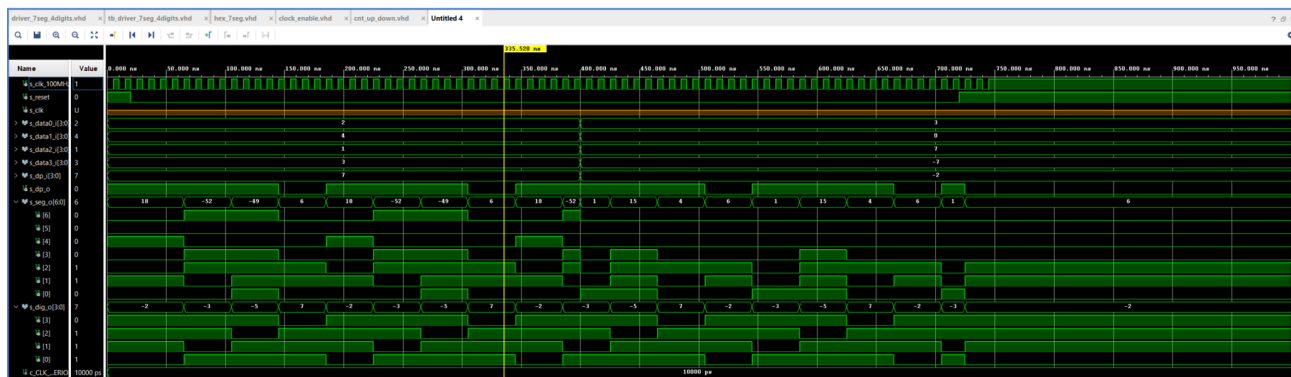 driver_7seg_4digits.vhd × tb_driver_7seg_4digits.vhd × hex_7seg.vhd × clock_enable.vhd × cnt_up_down.vhd × Untitled 4 ×
335.520 ns
Name Value 0.000 ns 50.000 ns 100.000 ns 150.000 ns 200.000 ns 250.000 ns 300.000 ns 350.000 ns 400.000 ns 450.000 ns 500.000 ns 550.000 ns 600.000 ns 650.000 ns 700.000 ns 750.000 ns 800.000 ns 850.000 ns 900.000 ns 950.000 ns
s_clk_100MH 1
s_reset 0
s_clk U
s_data0_i[3:0] 2 2 3
s_data1_i[3:0] 4 4 0
s_data2_i[3:0] 1 1 7
s_data3_i[3:0] 3 3 -7
s_dp_i[3:0] 7 7 -2
s_dp_o 0
s_seg_o[6:0] 6 18 -52 -49 6 18 -52 -49 6 18 -52 1 15 4 6 1 15 4 6 1 6
[6] 0
[5] 0
[4] 0
[3] 0
[2] 1
[1] 1
[0] 0
s_dig_o[3:0] 7 -2 -3 -5 7 -2 -3 -5 7 -2 -3 -5 7 -2 -3 -5 7 -2 -3 -2
[3] 0
[2] 1
[1] 1
[0] 1
c_CLK_...ERIO 10000 ps 10000 ps